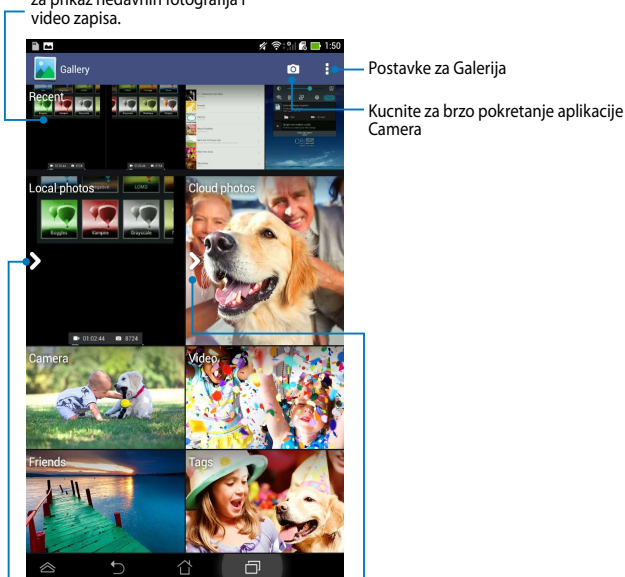 za prikaz nedavnih fotografija i
video zapisa.
1:50
Gallery
Postavke za Galerija
Recent
Kucnite za brzo pokretanje aplikacije
Camera
Local photos
Cloud photos
LOMO
Vampire
Grayscale
01:02:44 8724
Camera
Video
Friends
Tags